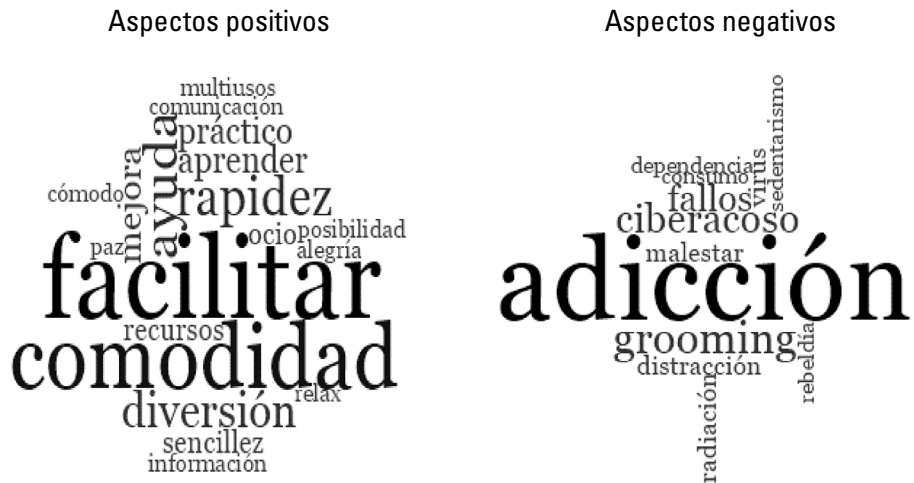 Aspectos positivos
multiusos
comunicación
práctico
aprender
ayuda
mejora
cómodo
rapidez
ocio
posibilidad
paz
alegría
facilitar
recursos
comodidad
relax
diversión
sencillez
información
Aspectos negativos
sedentarismo
virus
dependencia
consumo
fallos
ciberacoso
malestar
adicción
grooming
distracción
rebeldía
radiación